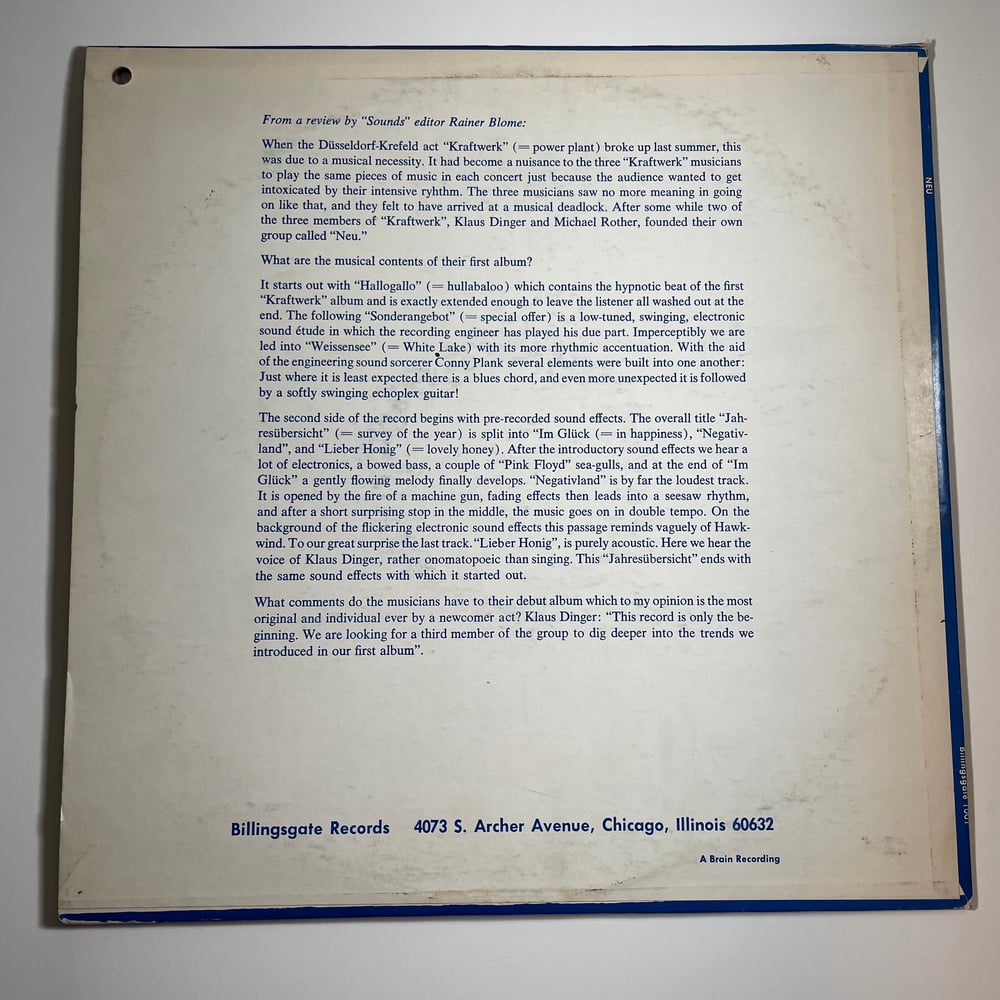 From a review by "Sounds" editor Rainer Blome:
When the Düsseldorf-Krefeld act "Kraftwerk" (= power plant) broke up last summer, this
was due to a musical necessity. It had become a nuisance to the three "Kraftwerk" musicians
to play the same pieces of music in each concert just because the audience wanted to get
intoxicated by their intensive ryhthm. The three musicians saw no more meaning in going
on like that, and they felt to have arrived at a musical deadlock. After some while two of
the three members of "Kraftwerk", Klaus Dinger and Michael Rother, founded their own
group called "Neu."
What are the musical contents of their first album?
It starts out with "Hallogallo" (= hullabaloo) which contains the hypnotic beat of the first
"Kraftwerk" album and is exactly extended enough to leave the listener all washed out at the
end. The following "Sonderangebot" (= special offer) is a low-tuned, swinging, electronic
sound étude in which the recording engineer has played his due part. Imperceptibly we are
led into "Weissensee" (= White Lake) with its more rhythmic accentuation. With the aid
of the engineering sound sorcerer Conny Plank several elements were built into one another:
Just where it is least expected there is a blues chord, and even more unexpected it is followed
by a softly swinging echoplex guitar!
The second side of the record begins with pre-recorded sound effects. The overall title "Jah-
resübersicht" (= survey of the year) is split into "Im Glück (= in happiness), "Negativ-
land", and "Lieber Honig" (= lovely honey). After the introductory sound effects we hear a
lot of electronics, a bowed bass, a couple of "Pink Floyd" sea-gulls, and at the end of "Im
Glück" a gently flowing melody finally develops. "Negativland" is by far the loudest track.
It is opened by the fire of a machine gun, fading effects then leads into a seesaw rhythm,
and after a short surprising stop in the middle, the music goes on in double tempo. On the
background of the flickering electronic sound effects this passage reminds vaguely of Hawk-
wind. To our great surprise the last track. "Lieber Honig", is purely acoustic. Here we hear the
voice of Klaus Dinger, rather onomatopoeic than singing. This "Jahresübersicht" ends with
the same sound effects with which it started out.
What comments do the musicians have to their debut album which to my opinion is the most
original and individual ever by a newcomer act? Klaus Dinger: "This record is only the be-
ginning. We are looking for a third member of the group to dig deeper into the trends we
introduced in our first album".
Billingsgate Records 4073 S. Archer Avenue, Chicago, Illinois 60632
A Brain Recording
NEU
Billingsgate 1001